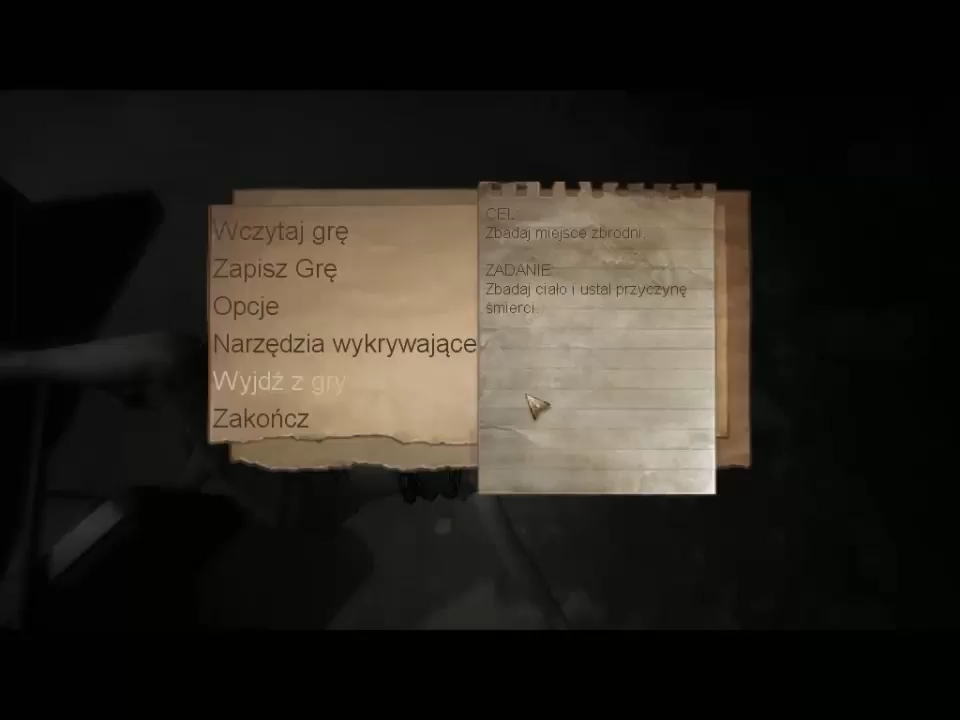 Wczytaj grę
Zapisz Grę
Opcje
Narzędzia wykrywające
Wyjdź z gry
Zakończ
CEL:
Zbadaj miejsce zbrodni.
ZADANIE:
Zbadaj ciało i ustal przyczynę
śmierci.